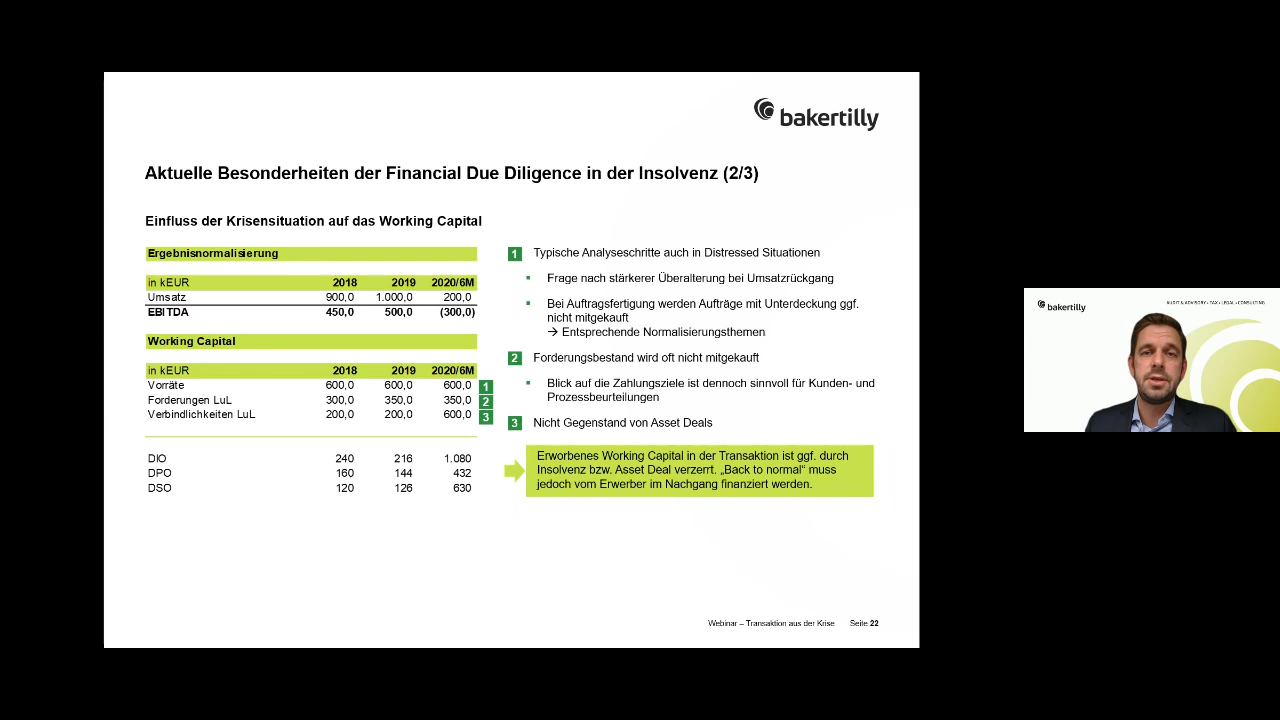 bakertilly
Aktuelle Besonderheiten der Financial Due Diligence in der Insolvenz (2/3)
Einfluss der Krisensituation auf das Working Capital
Ergebnisnormalisierung
in kEUR 2018 2019 2020/6M
Umsatz 900,0 1.000,0 200,0
EBITDA 450,0 500,0 (300,0)
Working Capital
in kEUR 2018 2019 2020/6M
Vorräte 600,0 600,0 600,0 1
Forderungen LuL 300,0 350,0 350,0 2
Verbindlichkeiten LuL 200,0 200,0 600,0 3
DIO 240 216 1.080
DPO 160 144 432
DSO 120 126 630
1 Typische Analyseschritte auch in Distressed Situationen
▪ Frage nach stärkerer Überalterung bei Umsatzrückgang
▪ Bei Auftragsfertigung werden Aufträge mit Unterdeckung ggf.
nicht mitgekauft
→ Entsprechende Normalisierungsthemen
2 Forderungsbestand wird oft nicht mitgekauft
▪ Blick auf die Zahlungsziele ist dennoch sinnvoll für Kunden- und
Prozessbeurteilungen
3 Nicht Gegenstand von Asset Deals
Erworbenes Working Capital in der Transaktion ist ggf. durch
Insolvenz bzw. Asset Deal verzerrt. „Back to normal“ muss
jedoch vom Erwerber im Nachgang finanziert werden.
Webinar – Transaktion aus der Krise Seite 22
bakertilly
AUDIT & ADVISORY • TAX • LEGAL • CONSULTING